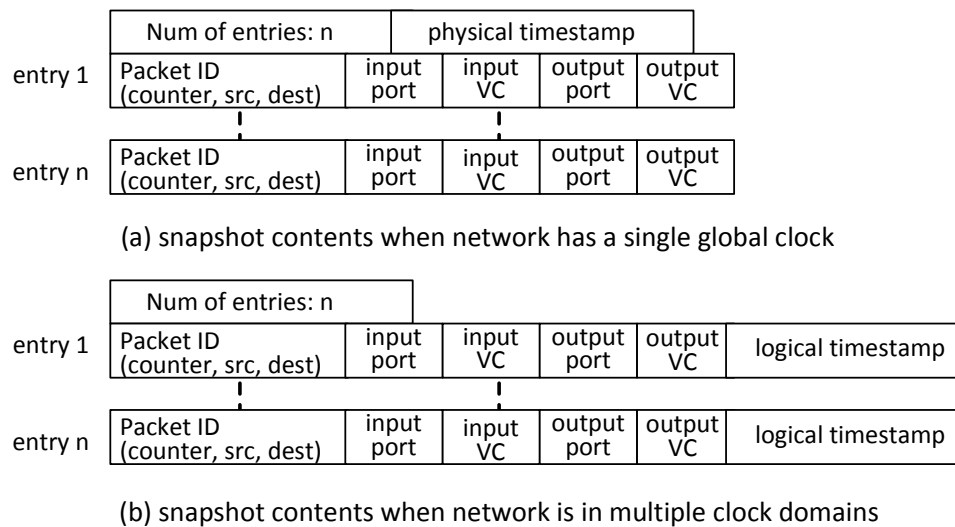 Num of entries: n physical timestamp
entry 1 Packet ID (counter, src, dest) input port input VC output port output VC
entry n Packet ID (counter, src, dest) input port input VC output port output VC
(a) snapshot contents when network has a single global clock
Num of entries: n
entry 1 Packet ID (counter, src, dest) input port input VC output port output VC logical timestamp
entry n Packet ID (counter, src, dest) input port input VC output port output VC logical timestamp
(b) snapshot contents when network is in multiple clock domains